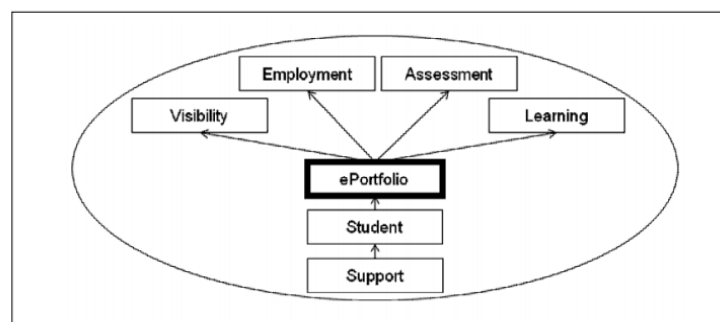 Employment
Assessment
Visibility
Learning
ePortfolio
Student
Support